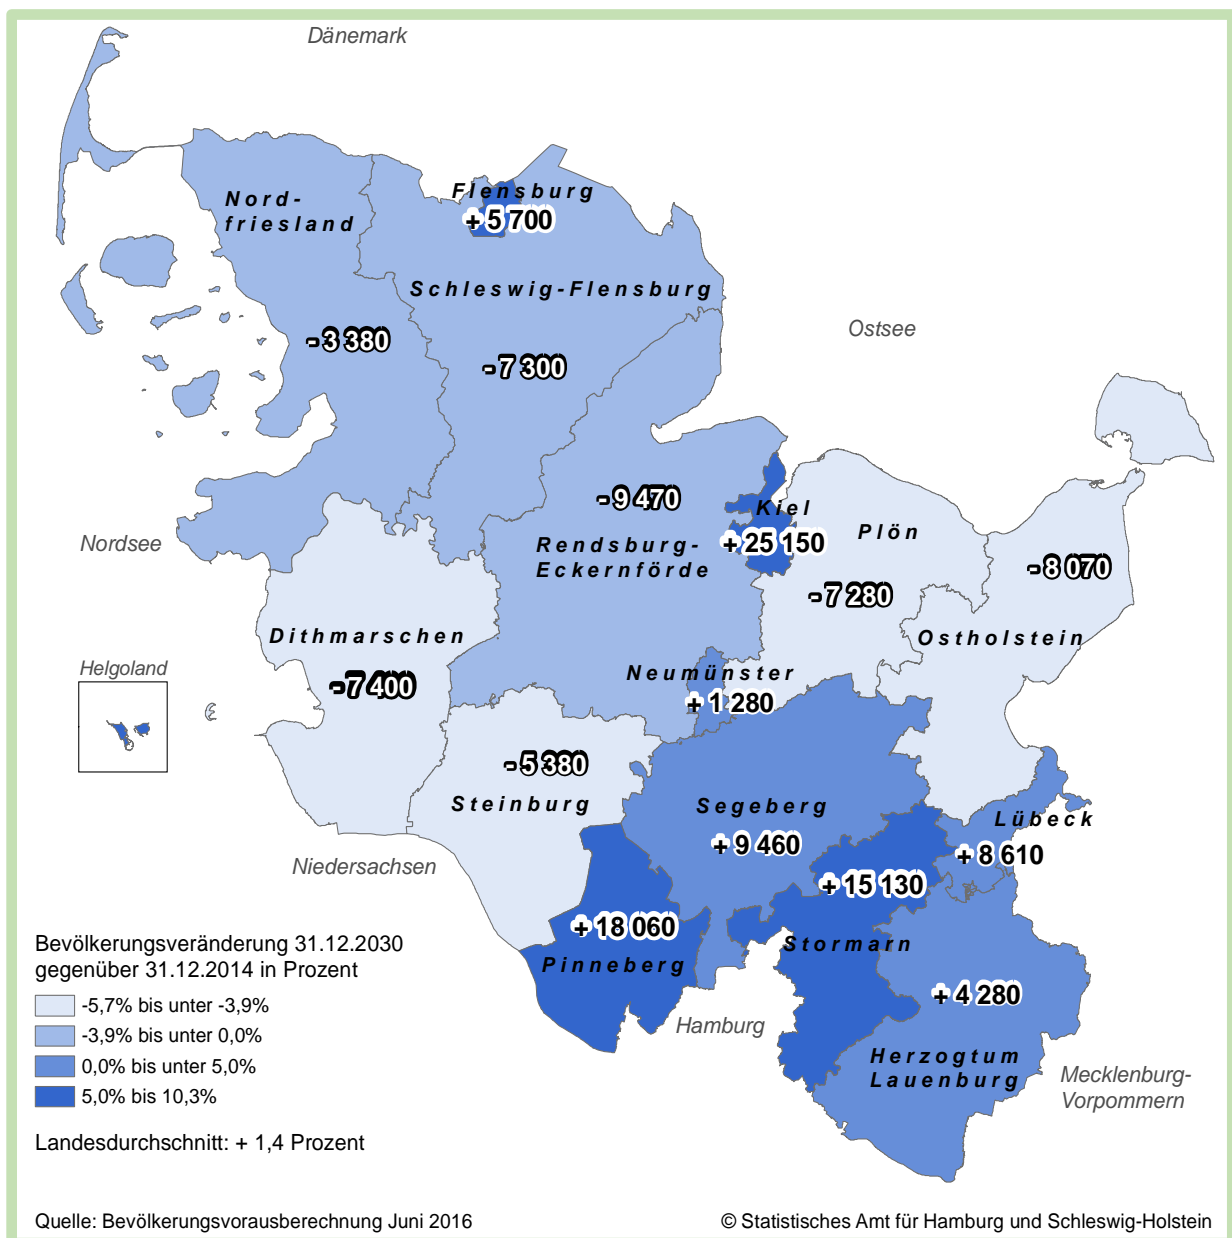 Dänemark
Nord-
friesland
Flensburg
+ 5 700
Schleswig-Flensburg
- 3 380
- 7 300
Ostsee
- 9 470
Kiel
+ 25 150
Plön
Nordsee
Rendsburg-
Eckernförde
- 8 070
- 7 280
Dithmarschen
Ostholstein
Helgoland
- 7 400
Neumünster
+ 1 280
- 5 380
Steinburg
Segeberg
+ 9 460
Lübeck
+ 8 610
Niedersachsen
+ 15 130
+ 18 060
Stormarn
Pinneberg
+ 4 280
Hamburg
Herzogtum
Lauenburg
Mecklenburg-
Vorpommern
Bevölkerungsveränderung 31.12.2030
gegenüber 31.12.2014 in Prozent
-5,7% bis unter -3,9%
-3,9% bis unter 0,0%
0,0% bis unter 5,0%
5,0% bis 10,3%
Landesdurchschnitt: + 1,4 Prozent
Quelle: Bevölkerungsvorausberechnung Juni 2016
© Statistisches Amt für Hamburg und Schleswig-Holstein